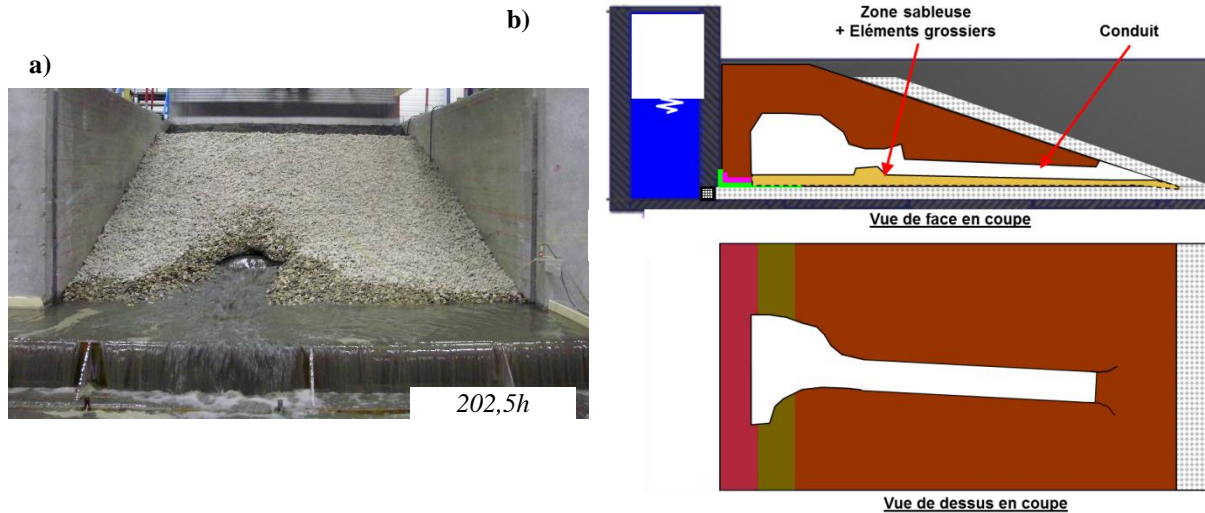 a)
202,5h
b)
Zone sableuse
+ Eléments grossiers
Conduit
Vue de face en coupe
Vue de dessus en coupe